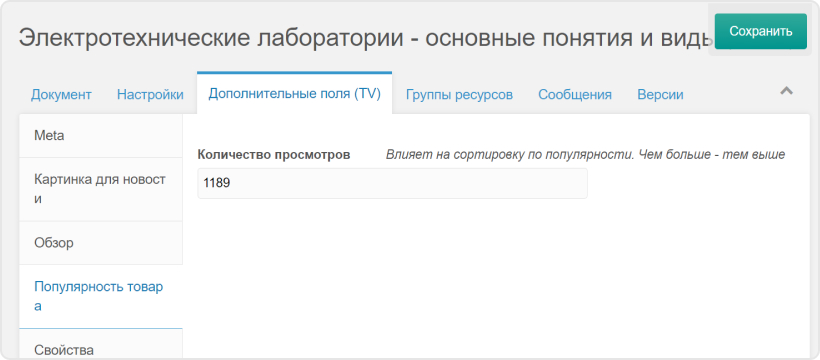 Электротехнические лаборатории - основные понятия и виды
Сохранить
Документ Настройки Дополнительные поля (TV) Группы ресурсов Сообщения Версии
Meta
Количество просмотров Влияет на сортировку по популярности. Чем больше - тем выше
1189
Картинка для новост
и
Обзор
Популярность товар
а
Свойства